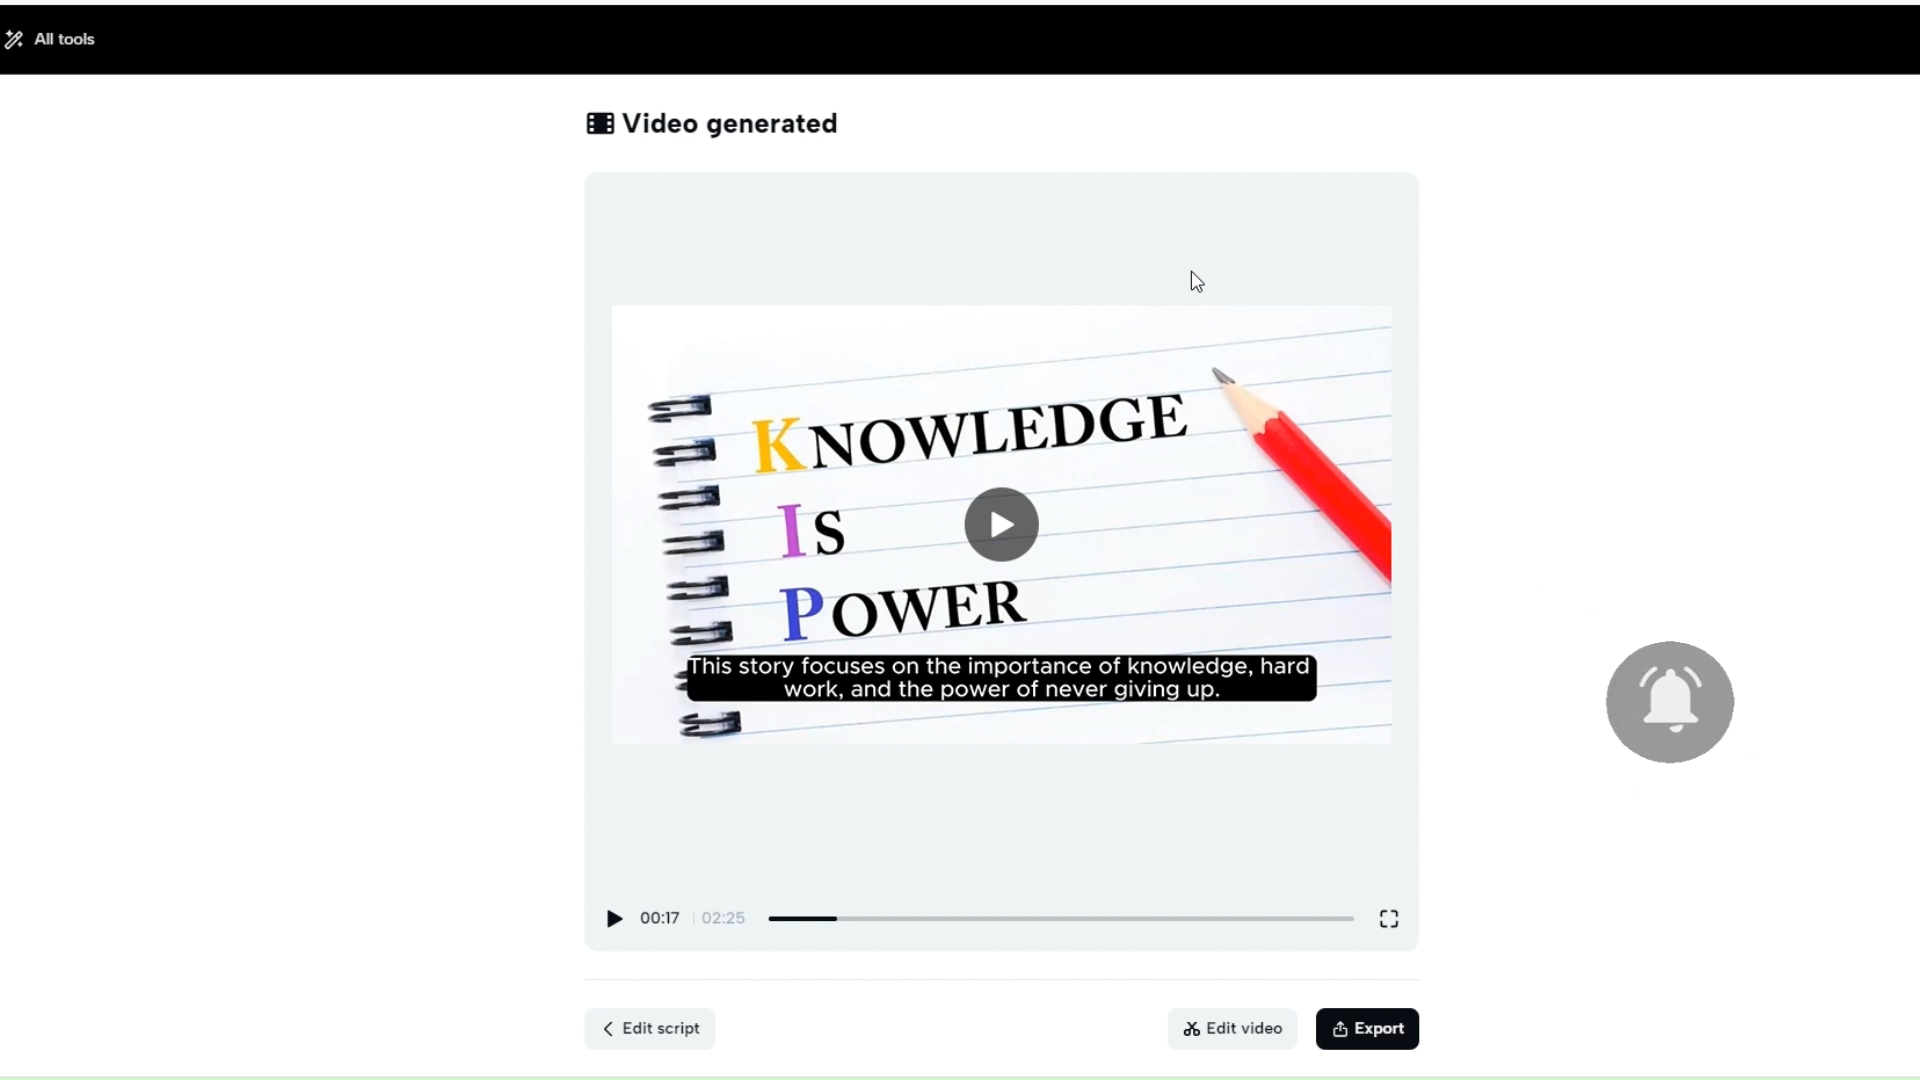 All tools
Video generated
KNOWLEDGE
IS
POWER
This story focuses on the importance of knowledge, hard
work, and the power of never giving up.
00:17 | 02:25
Edit script
Edit video
Export